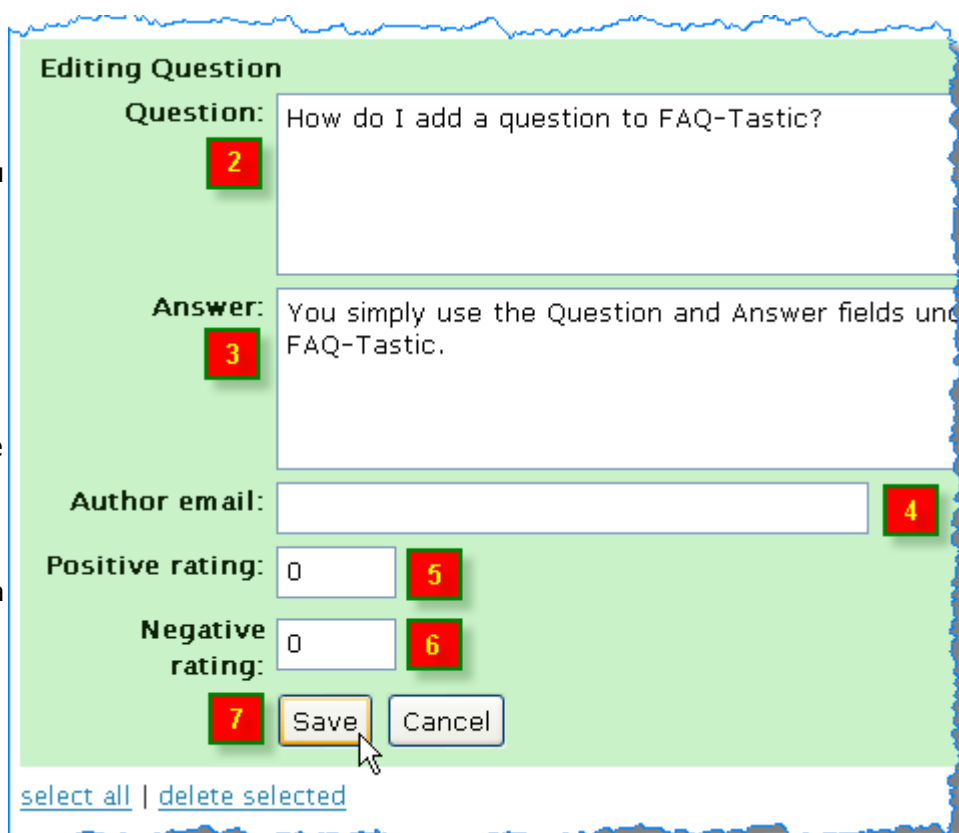 Editing Question
Question: How do I add a question to FAQ-Tastic?
2
Answer: You simply use the Question and Answer fields
3 FAQ-Tastic.
Author email: 4
Positive rating: 0 5
Negative rating: 0 6
7 Save Cancel
select all | delete selected